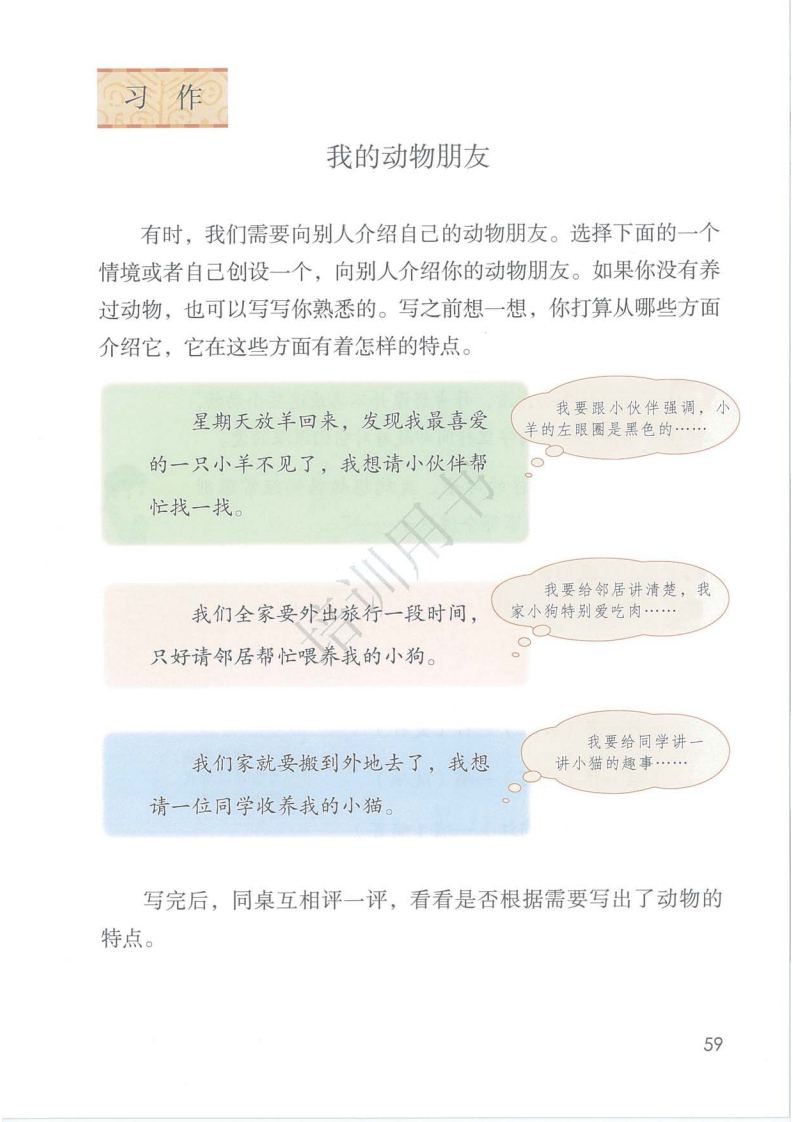 习 作
我的动物朋友
有时，我们需要向别人介绍自己的动物朋友。选择下面的一个
情境或者自己创设一个，向别人介绍你的动物朋友。如果你没有养
过动物，也可以写写你熟悉的。写之前想一想，你打算从哪些方面
介绍它，它在这些方面有着怎样的特点。
星期天放羊回来，发现我最喜爱
的一只小羊不见了，我想请小伙伴帮
忙找一找。
我要跟小伙伴强调，小
羊的左眼圈是黑色的……
培训用书
我们全家要外出旅行一段时间，
只好请邻居帮忙喂养我的小狗。
我要给邻居讲清楚，我
家小狗特别爱吃肉……
我们家就要搬到外地去了，我想
请一位同学收养我的小猫。
我要给同学讲一
讲小猫的趣事……
写完后，同桌互相评一评，看看是否根据需要写出了动物的
特点。
59